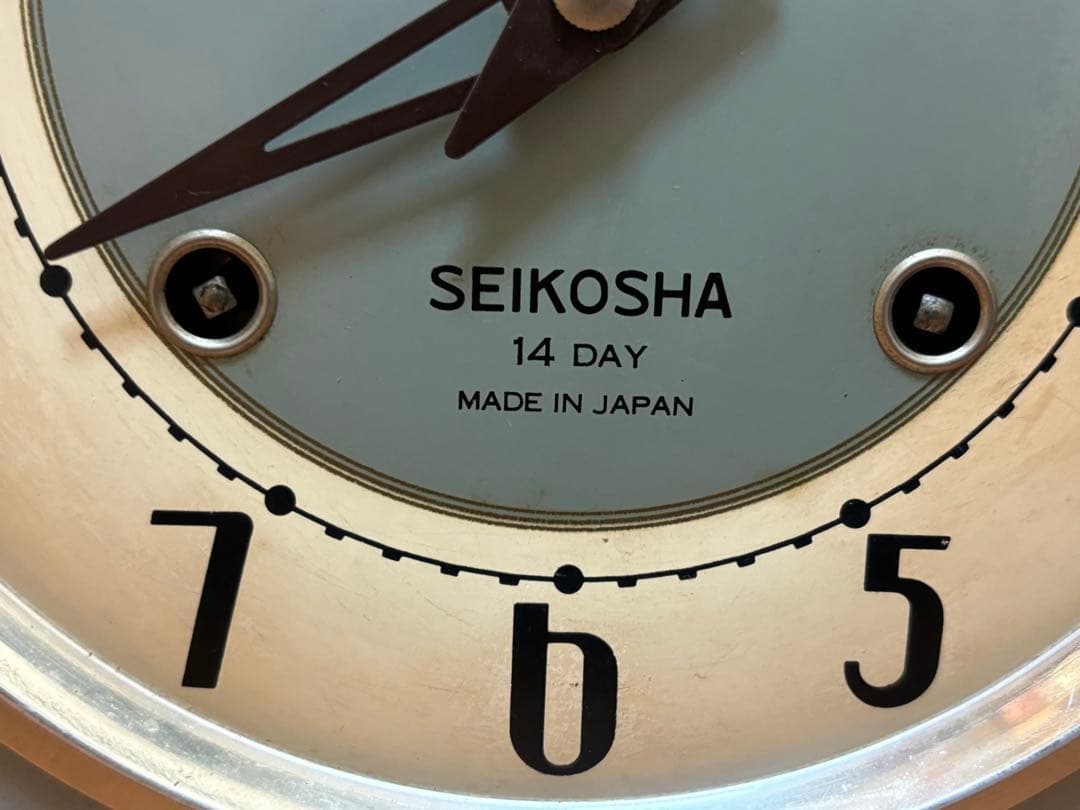 SEIKOSHA
14 DAY
MADE IN JAPAN
7 6 5